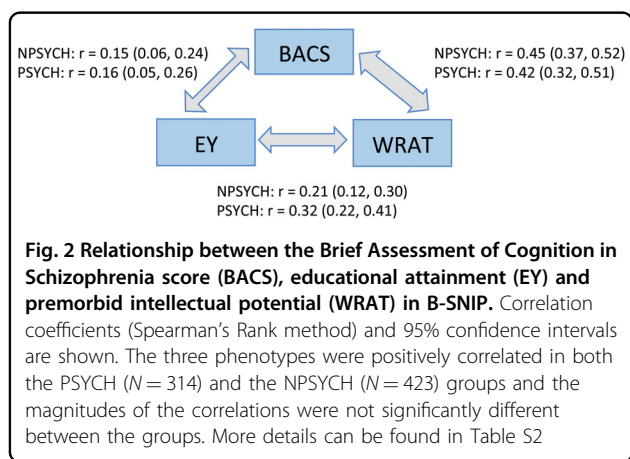 NPSYCH: r = 0.15 (0.06, 0.24)
PSYCH: r = 0.16 (0.05, 0.26)
BACS
NPSYCH: r = 0.45 (0.37, 0.52)
PSYCH: r = 0.42 (0.32, 0.51)
EY
WRAT
NPSYCH: r = 0.21 (0.12, 0.30)
PSYCH: r = 0.32 (0.22, 0.41)
Fig. 2 Relationship between the Brief Assessment of Cognition in
Schizophrenia score (BACS), educational attainment (EY) and
premorbid intellectual potential (WRAT) in B-SNIP. Correlation
coefficients (Spearman's Rank method) and 95% confidence intervals
are shown. The three phenotypes were positively correlated in both
the PSYCH (N = 314) and the NPSYCH (N = 423) groups and the
magnitudes of the correlations were not significantly different
between the groups. More details can be found in Table S2